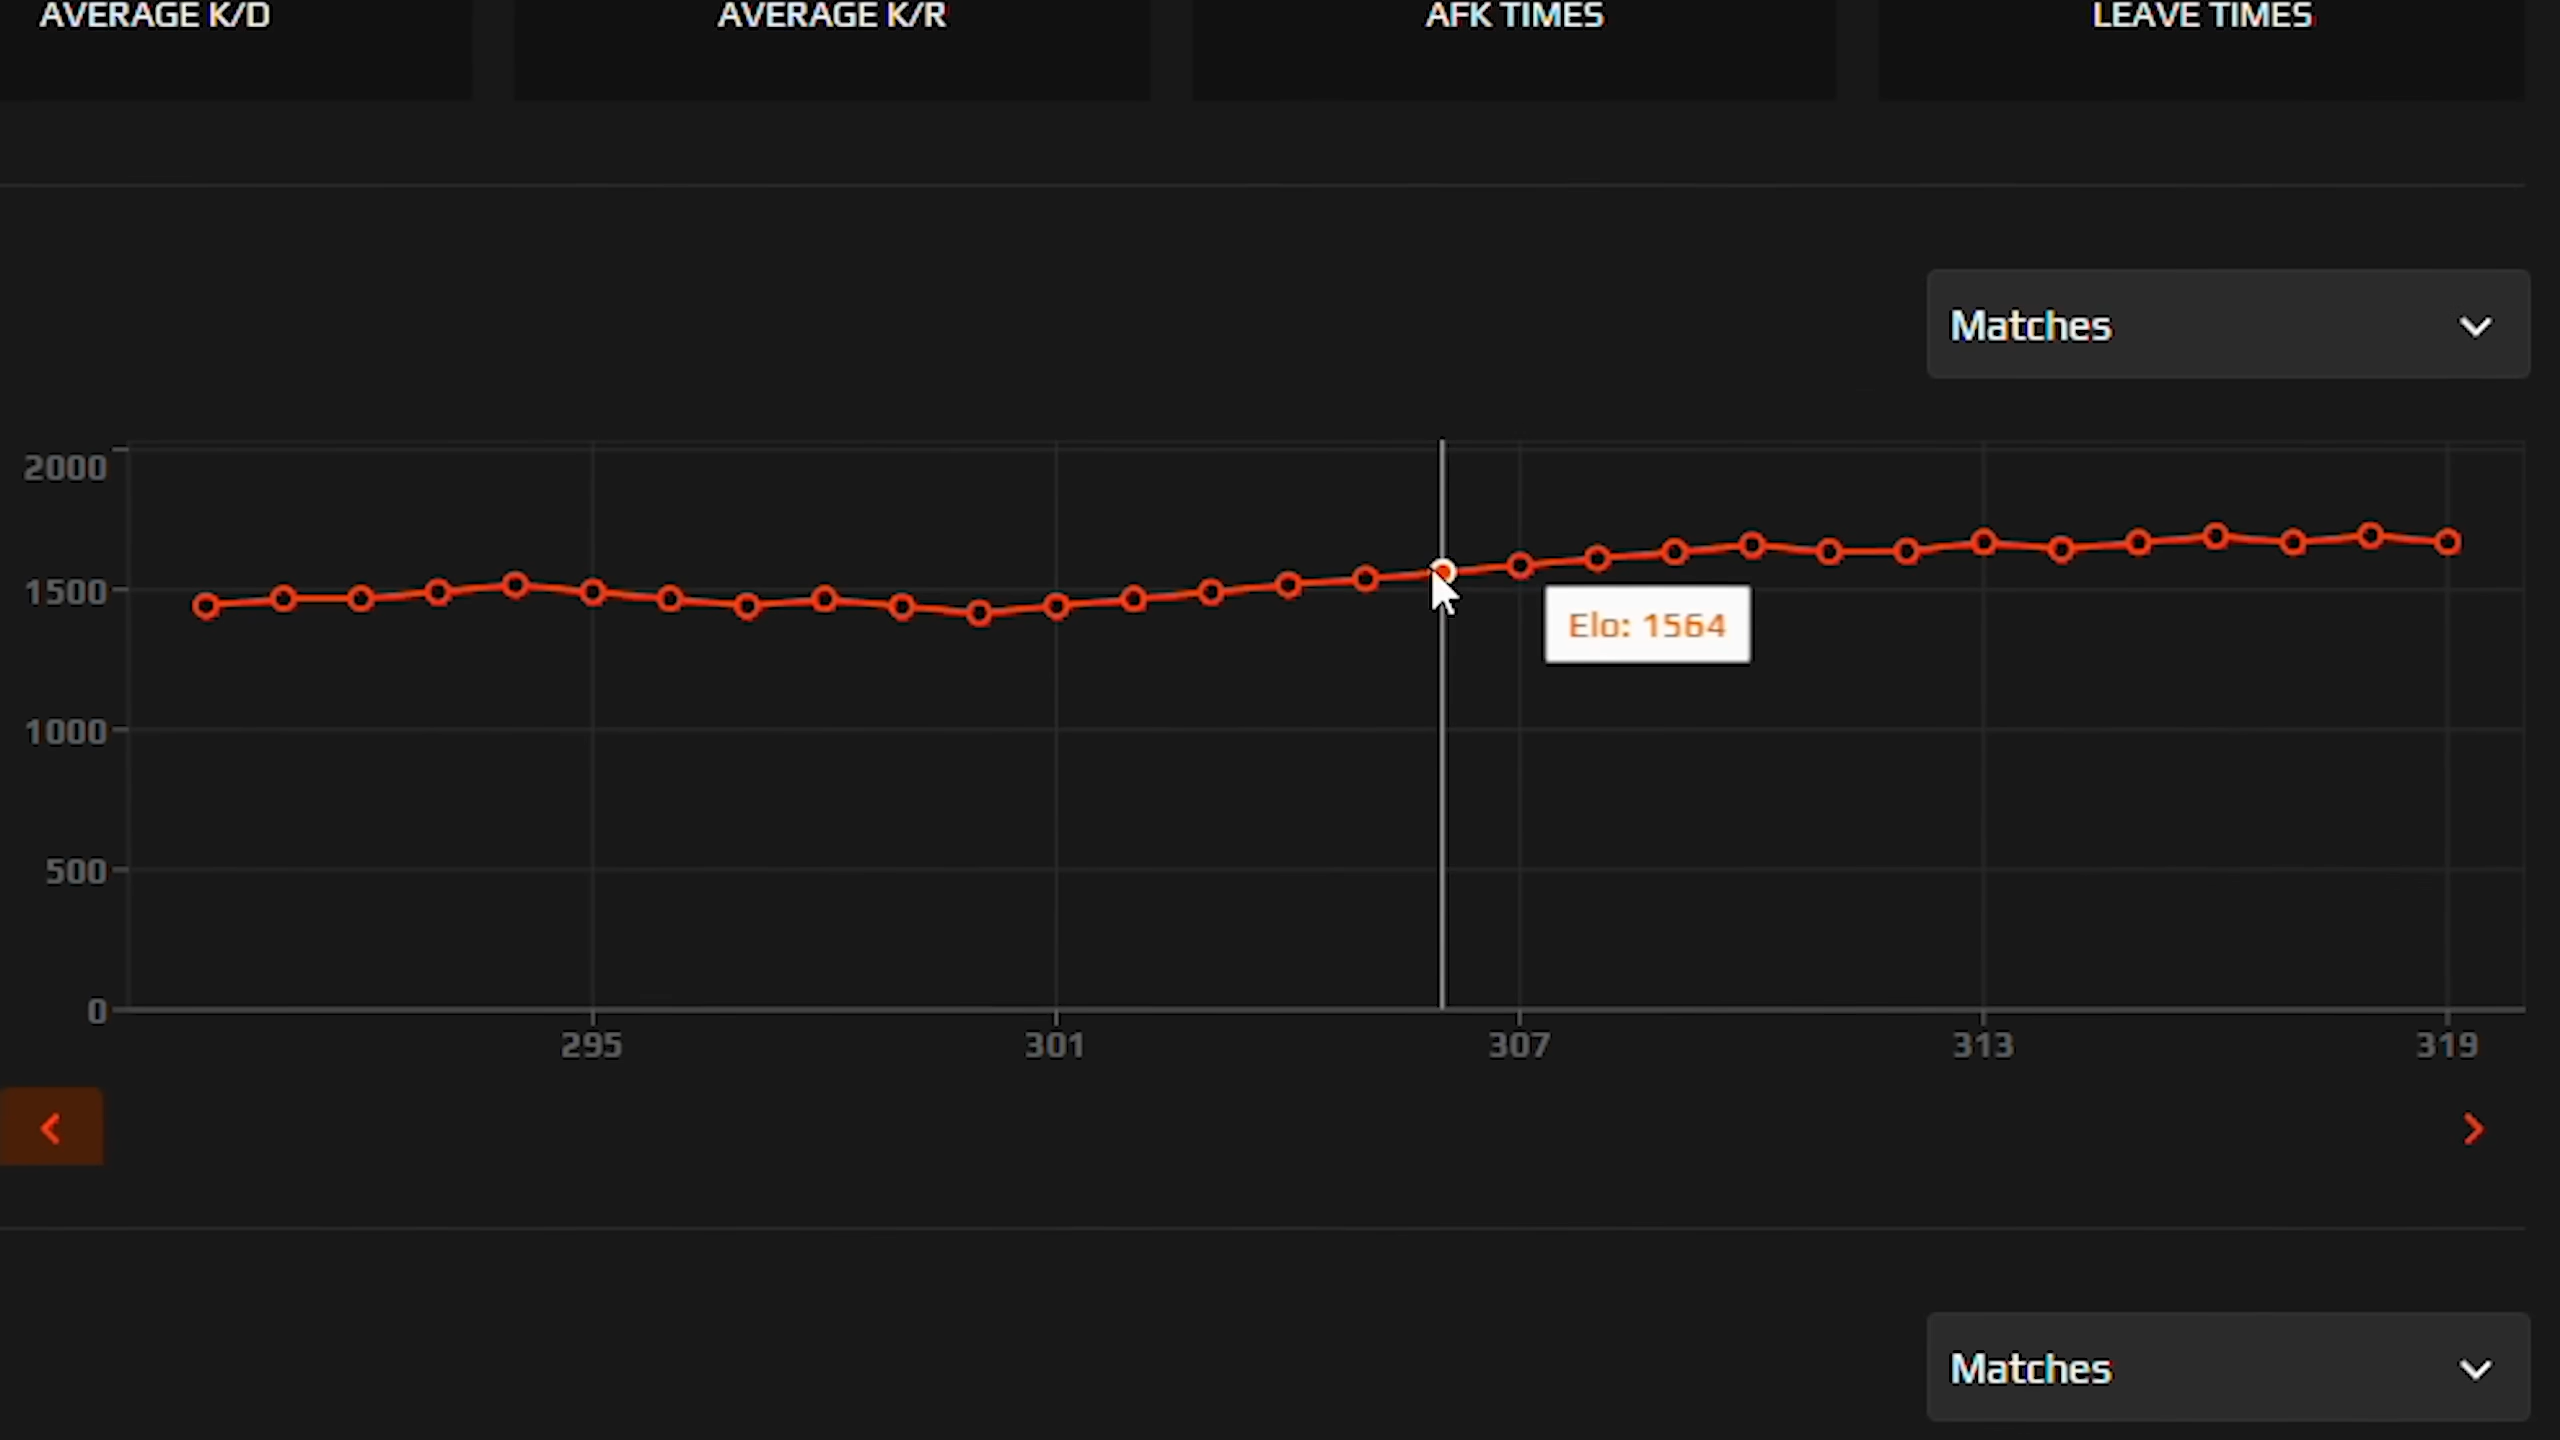 AVERAGE K/D
AVERAGE K/R
AFK TIMES
LEAVE TIMES
Matches
2000
1500
Elo: 1564
1000
500
0
295
301
307
313
319
Matches